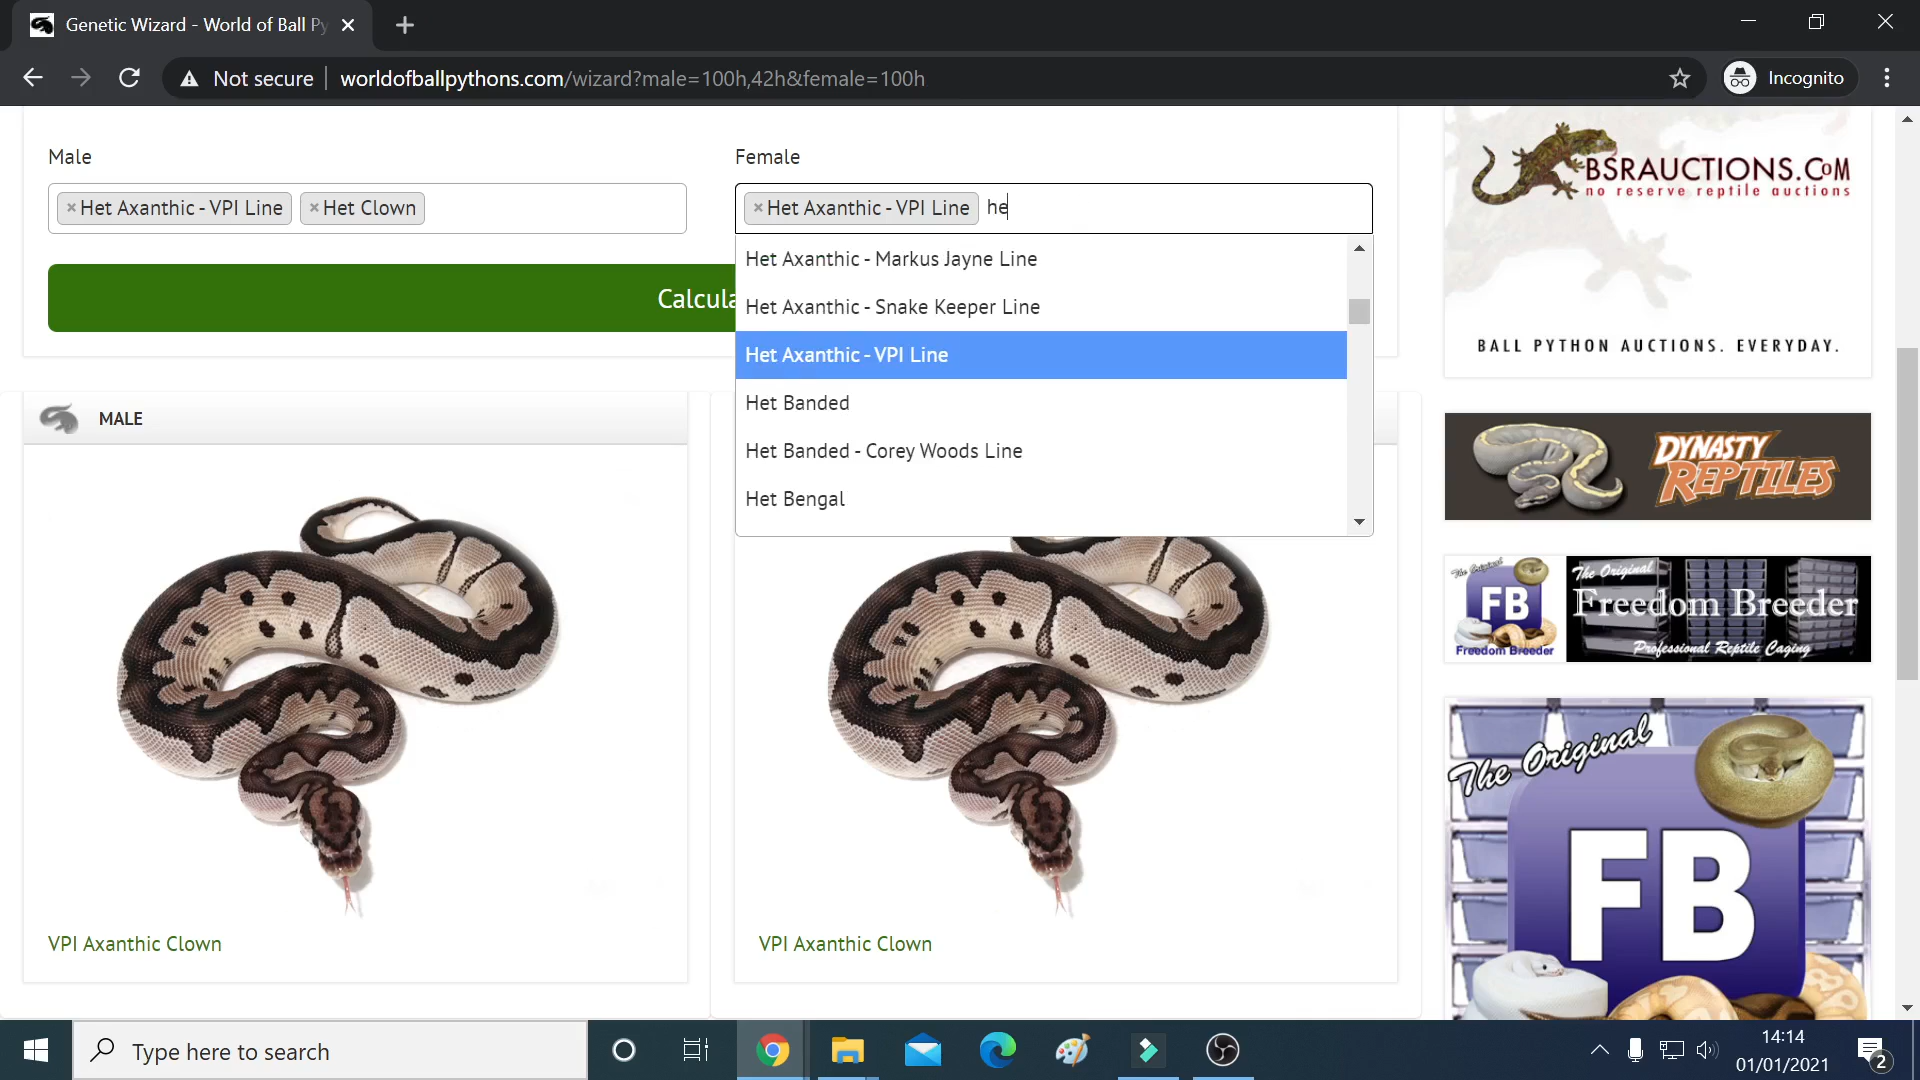 Genetic Wizard - World of Ball Py
Not secure
worldofballpythons.com/wizard?male=100h,42h&female=100h
Incognito
Male
Female
×Het Axanthic - VPI Line
×Het Clown
×Het Axanthic - VPI Line
he
Calcula
Het Axanthic - Markus Jayne Line
Het Axanthic - Snake Keeper Line
Het Axanthic - VPI Line
Het Banded
Het Banded - Corey Woods Line
Het Bengal
MALE
VPI Axanthic Clown
VPI Axanthic Clown
BSRAUCTIONS.COM
no reserve reptile auctions
BALL PYTHON AUCTIONS. EVERYDAY.
DYNASTY
REPTILES
The Original
FB
Freedom Breeder
The Original
Freedom Breeder
Professional Reptile Caging
The Original
FB
Type here to search
14:14
01/01/2021
2